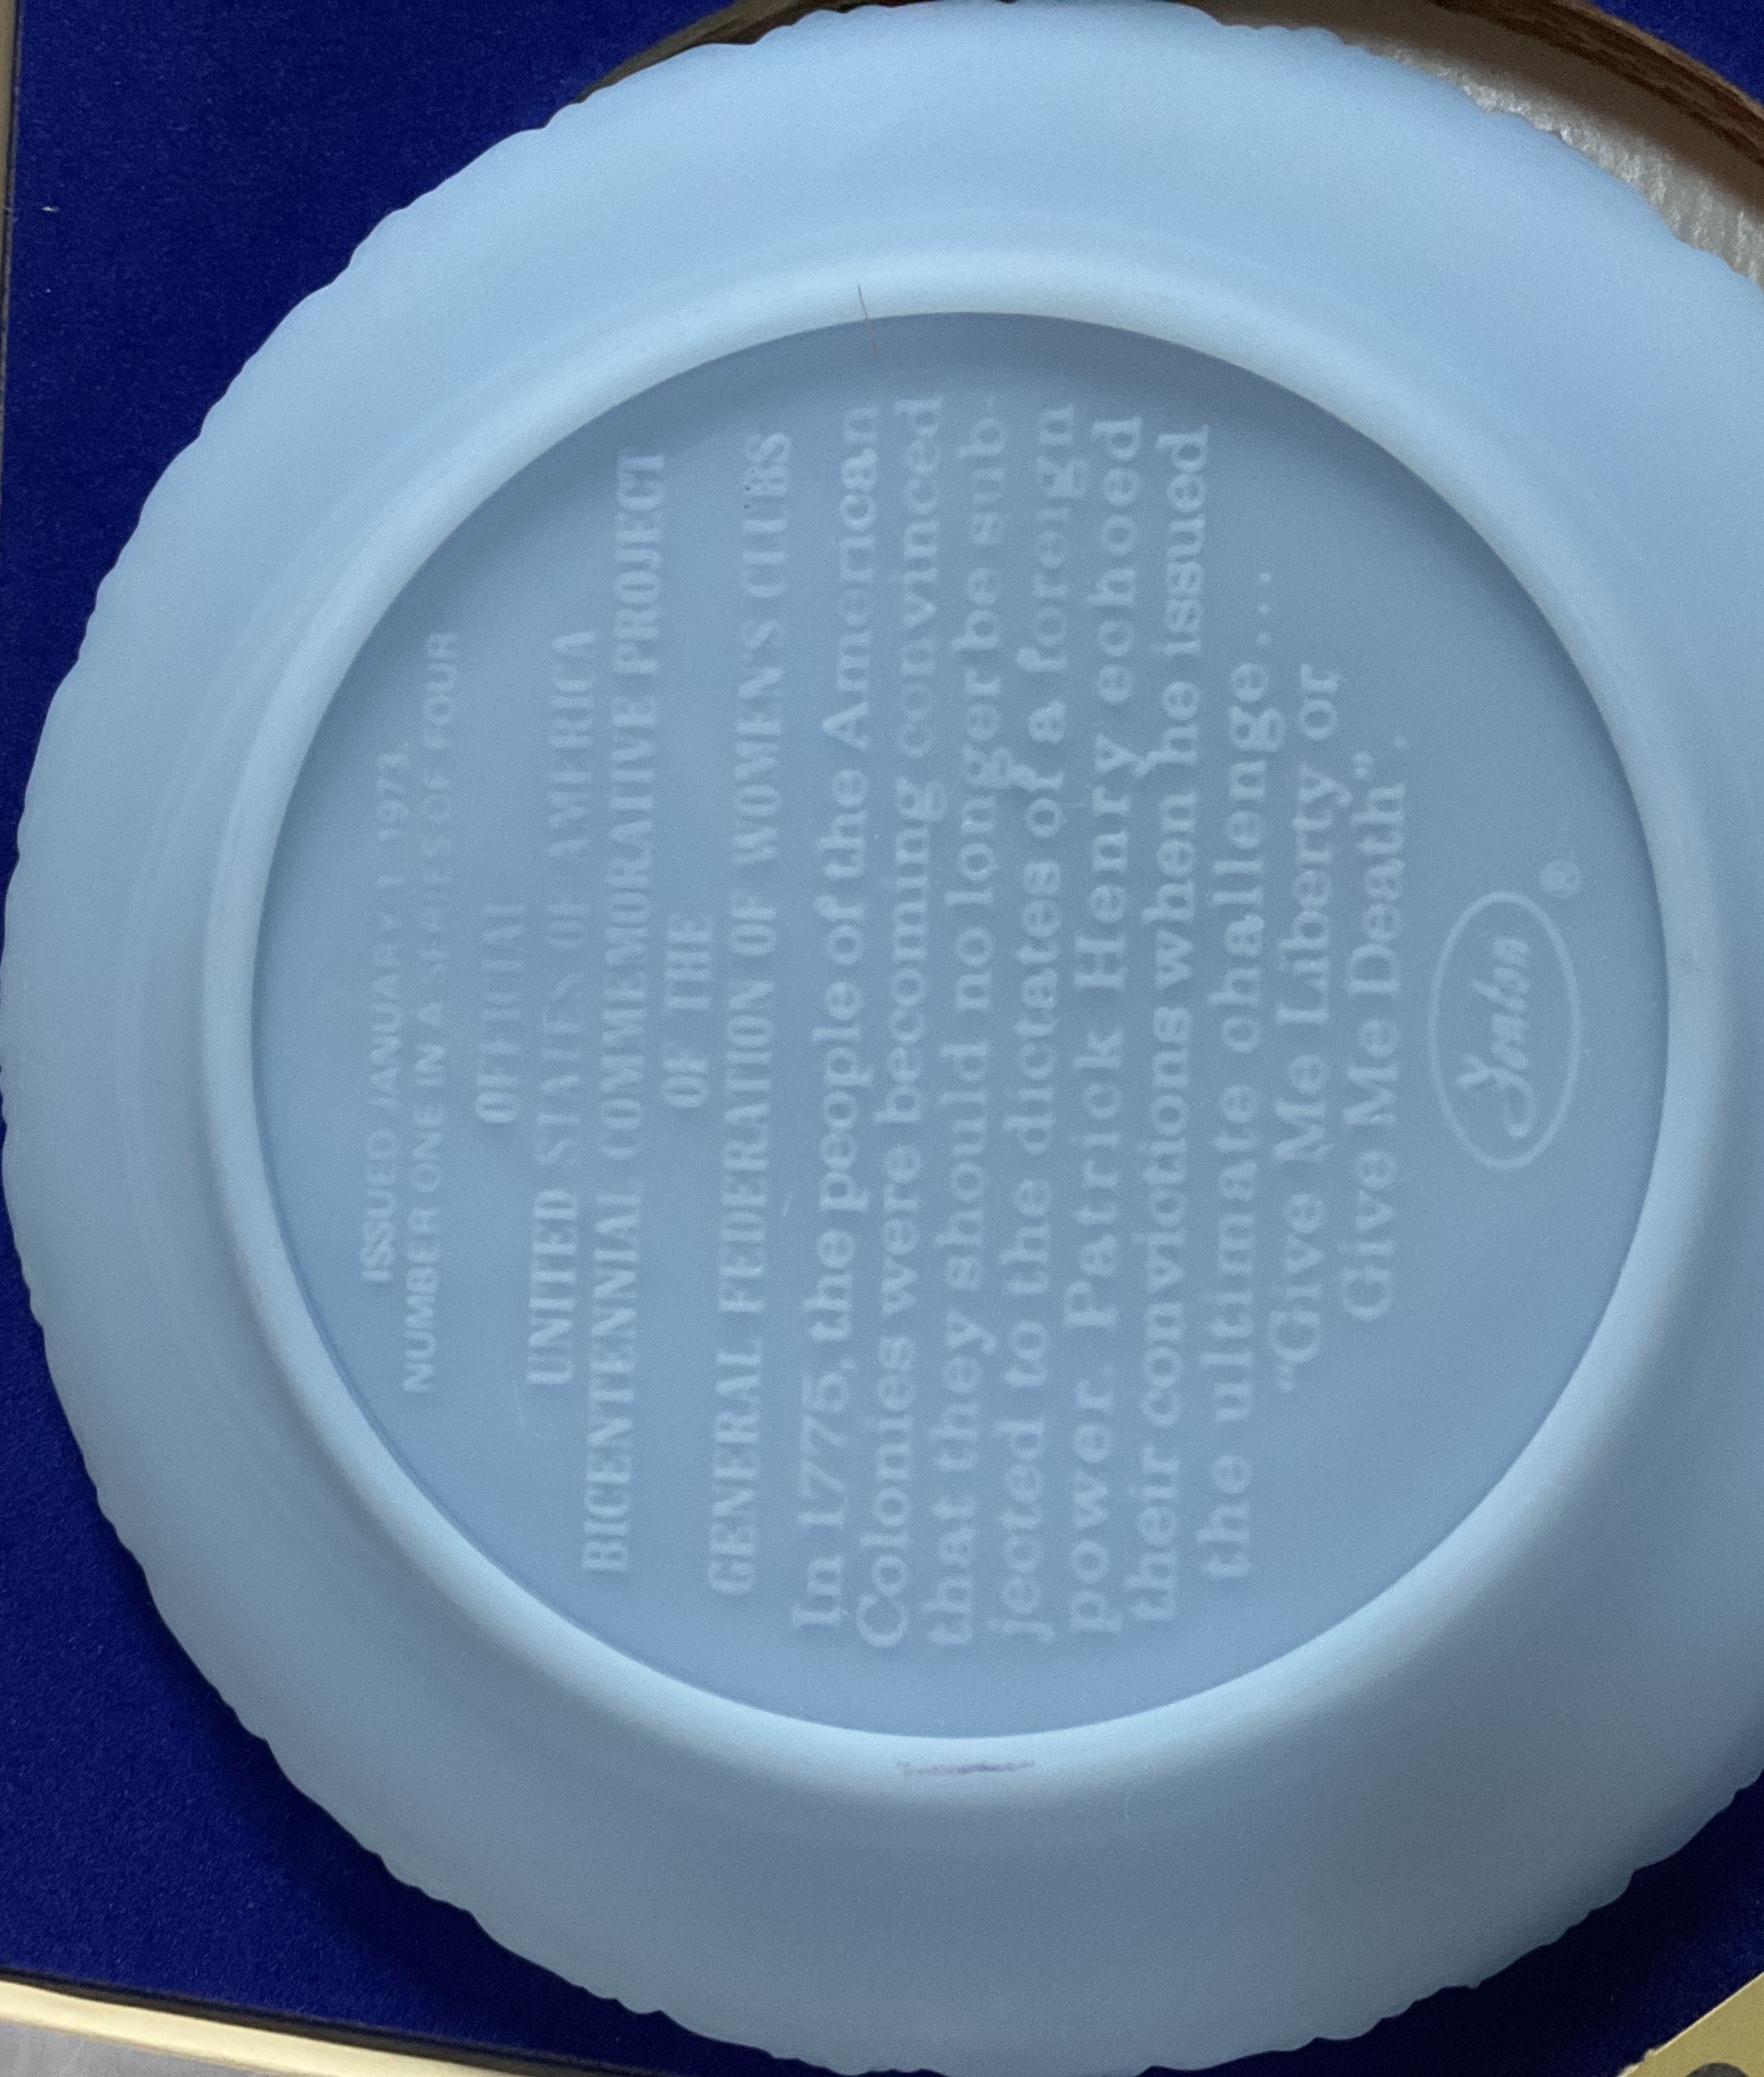 ISSUED JANUARY 1 1973
NUMBER ONE IN A SERIES OF FOUR
OFFICIAL
UNITED STATES OF AMERICA
BICENTENNIAL COMMEMORATIVE PROJECT
OF THE
GENERAL FEDERATION OF WOMEN'S CLUBS
In 1775, the people of the American
Colonies were becoming convinced
that they should no longer be sub-
jected to the dictates of a foreign
power. Patrick Henry echoed
their convictions when he issued
the ultimate challenge...
"Give Me Liberty or
Give Me Death".
Fenton ®